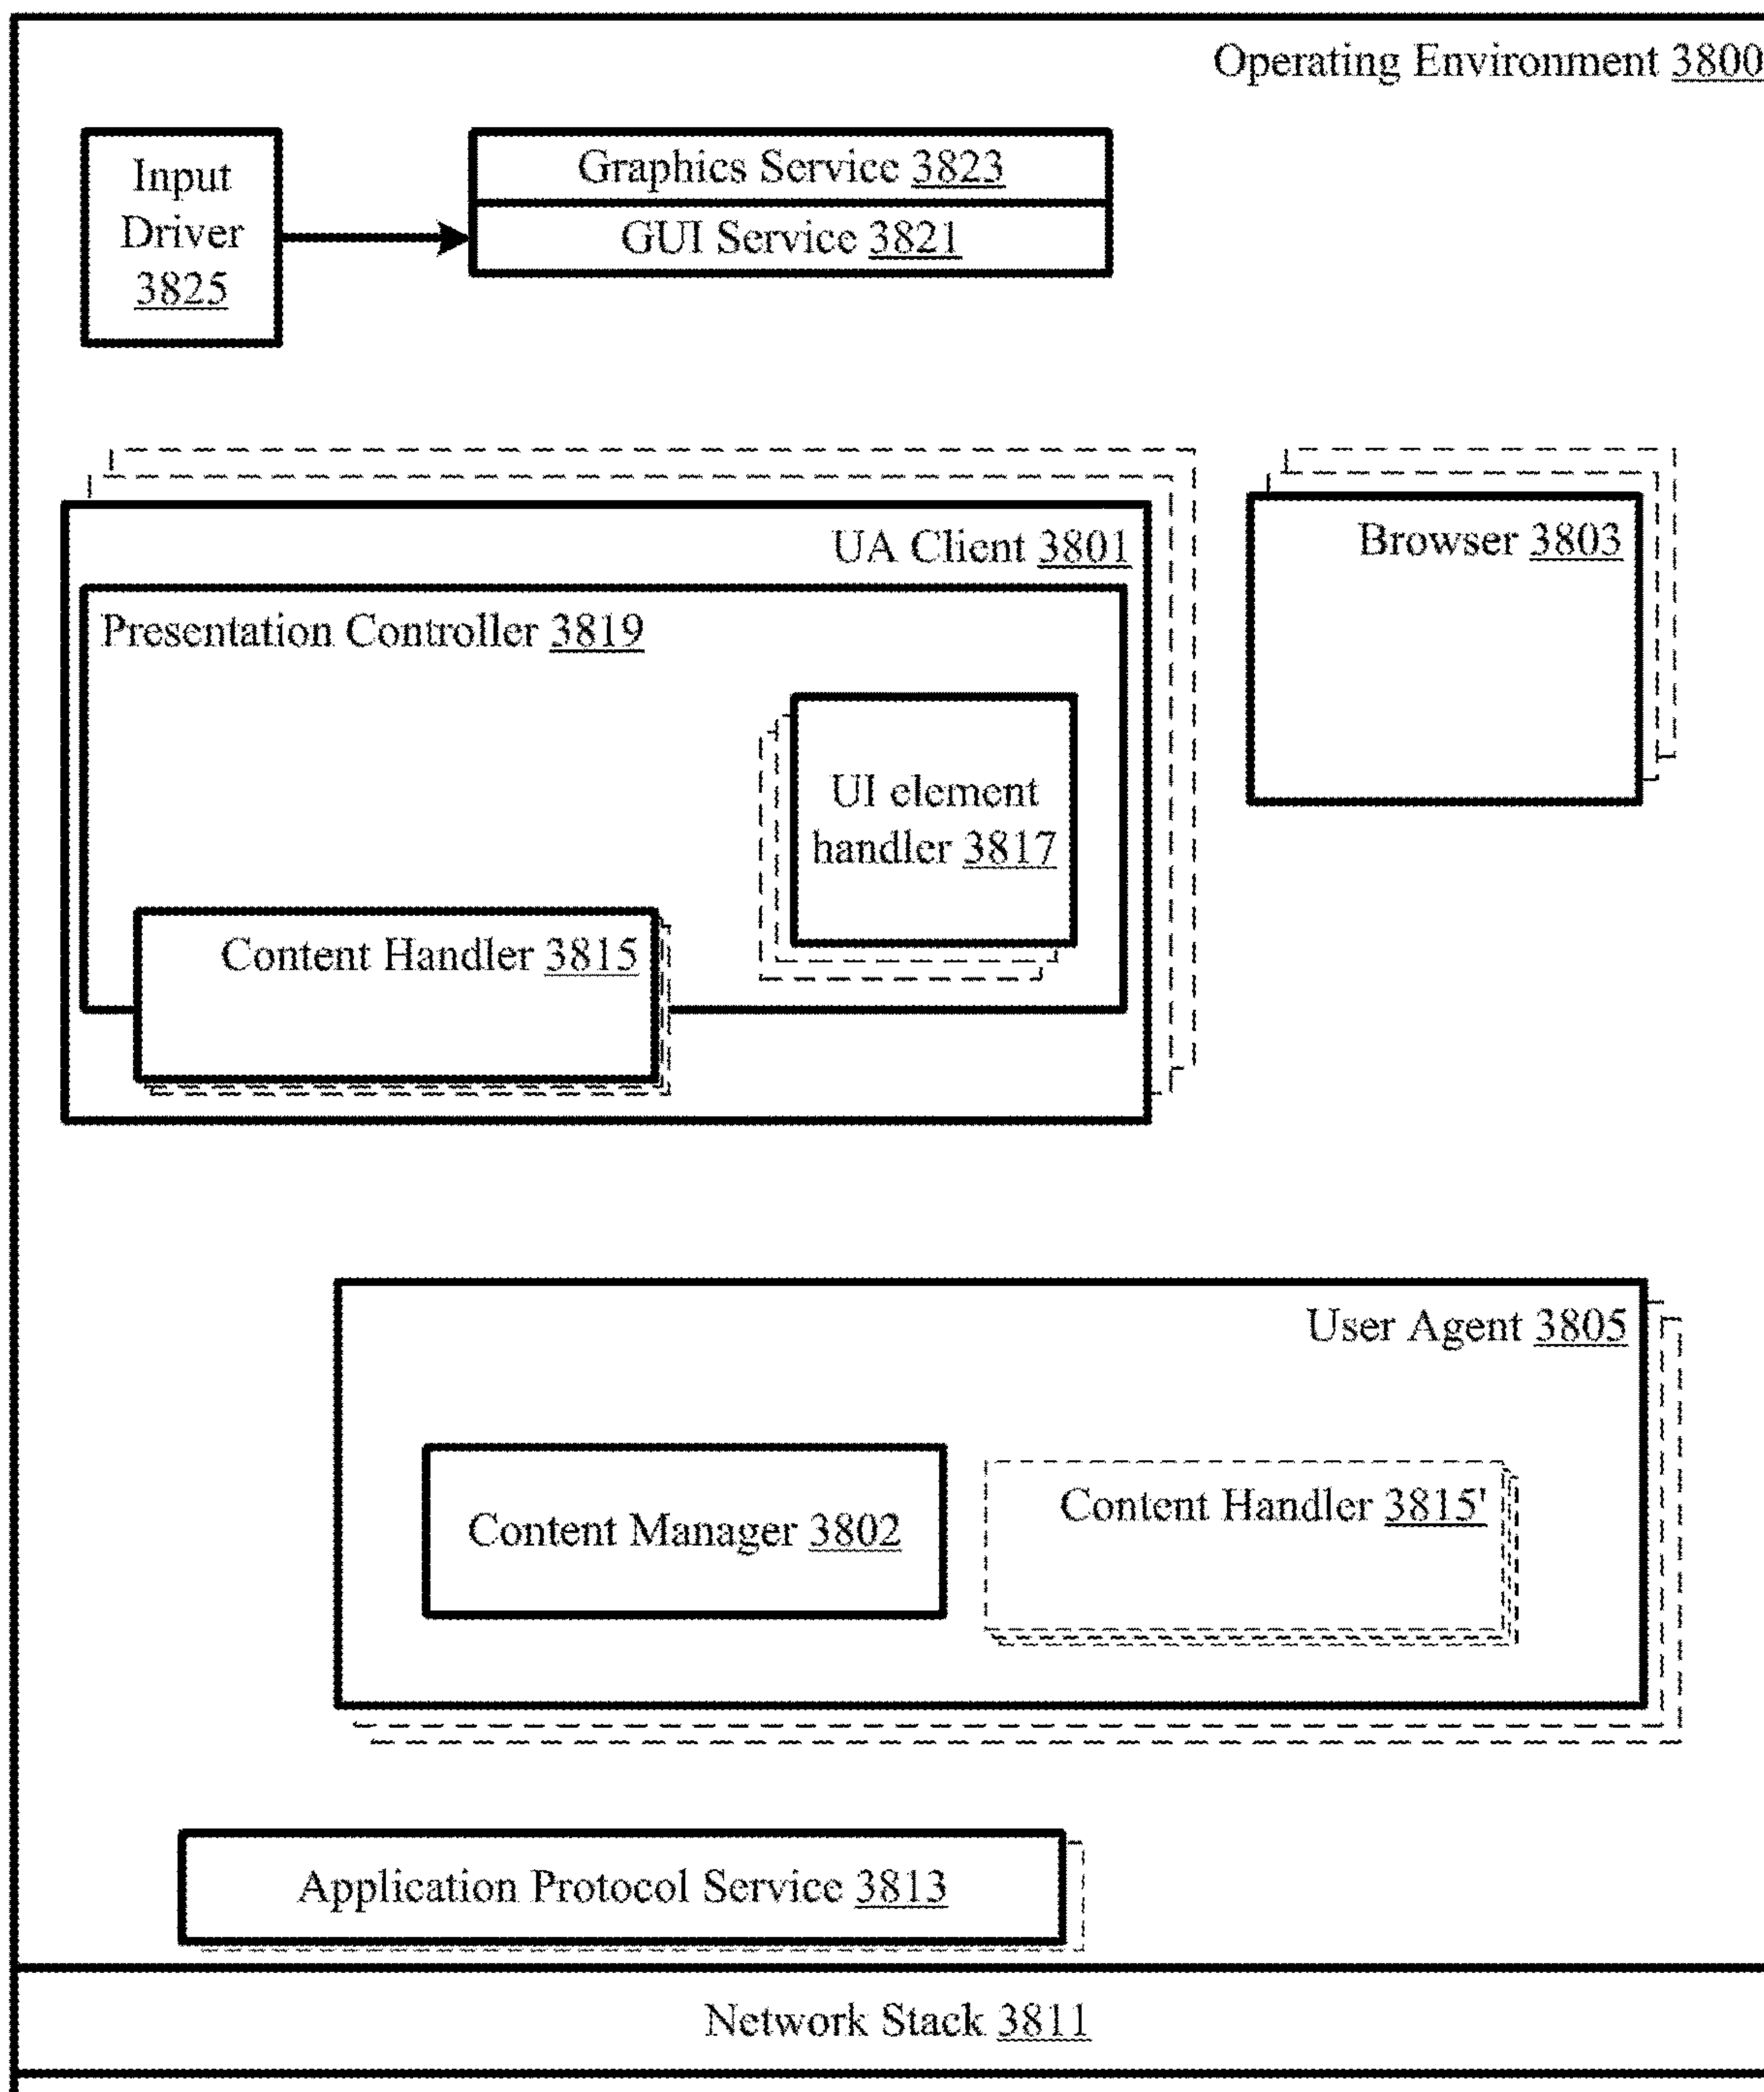 Operating Environment 3800
Input
Driver
3825
Graphics Service 3823
GUI Service 3821
UA Client 3801
Browser 3803
Presentation Controller 3819
UI element
handler 3817
Content Handler 3815
User Agent 3805
Content Manager 3802
Content Handler 3815'
Application Protocol Service 3813
Network Stack 3811